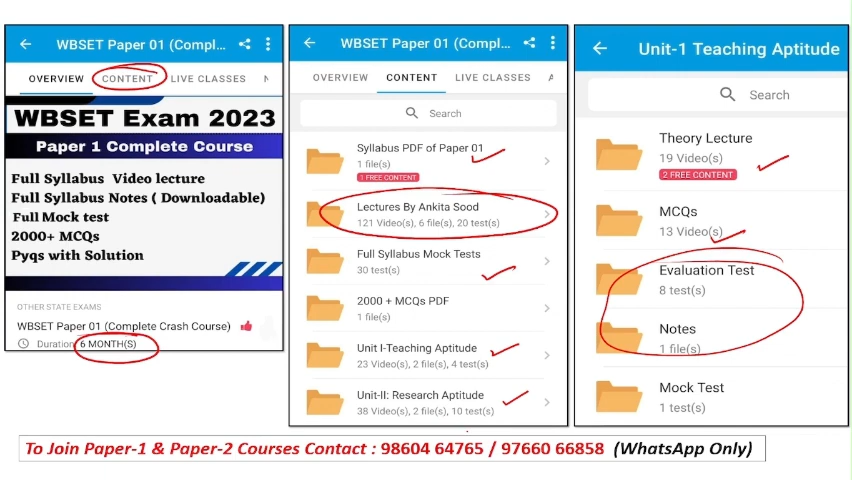 WBSET Paper 01 (Compl...
OVERVIEW CONTENT LIVE CLASSES N
WBSET Exam 2023
Paper 1 Complete Course
Full Syllabus Video lecture
Full Syllabus Notes ( Downloadable)
Full Mock test
2000+ MCQs
Pyqs with Solution
OTHER STATE EXAMS
WBSET Paper 01 (Complete Crash Course)
Duration 6 MONTH(S)
WBSET Paper 01 (Compl...
OVERVIEW CONTENT LIVE CLASSES A
Search
Syllabus PDF of Paper 01
1 file(s)
1 FREE CONTENT
Lectures By Ankita Sood
121 Video(s), 6 file(s), 20 test(s)
Full Syllabus Mock Tests
30 test(s)
2000 + MCQs PDF
1 file(s)
Unit I-Teaching Aptitude
23 Video(s), 2 file(s), 4 test(s)
Unit-II: Research Aptitude
38 Video(s), 2 file(s), 10 test(s)
Unit-1 Teaching Aptitude
Search
Theory Lecture
19 Video(s)
2 FREE CONTENT
MCQs
13 Video(s)
Evaluation Test
8 test(s)
Notes
1 file(s)
Mock Test
1 test(s)
To Join Paper-1 & Paper-2 Courses Contact : 98604 64765 / 97660 66858 (WhatsApp Only)